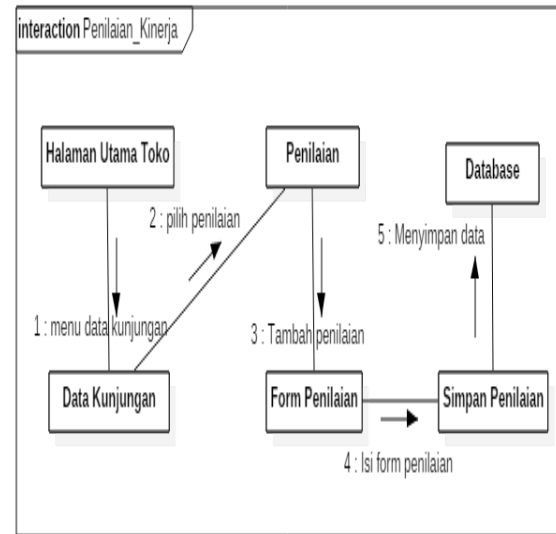 interaction Penilaian_Kinerja
Halaman Utama Toko
Penilaian
Database
2 : pilih penilaian
5 : Menyimpan data
1 : menu data kunjungan
3 : Tambah penilaian
Data Kunjungan
Form Penilaian
Simpan Penilaian
4 : Isi form penilaian